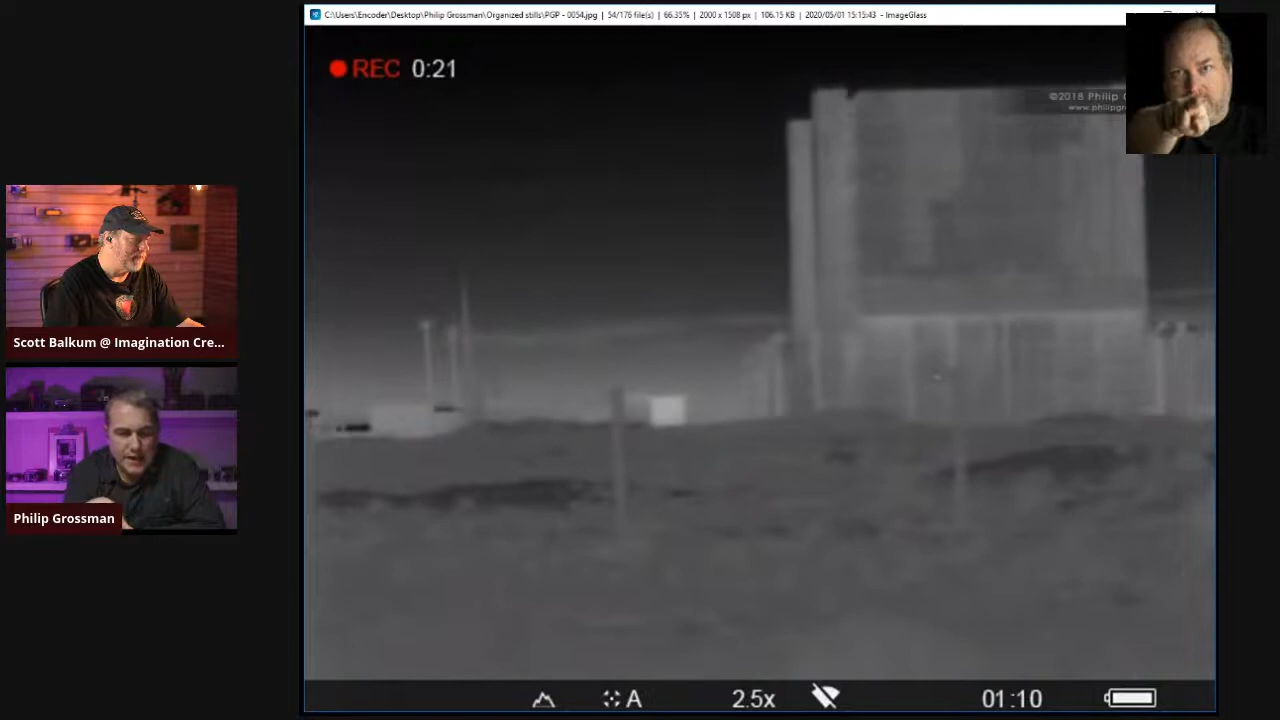 C:\Users\Encoder\Desktop\Philip Grossman\Organized stills\PGP - 0054.jpg | 54/176 file(s) | 66.35% | 2000 x 1508 px | 106.15 KB | 2020/05/01 15:15:43 - ImageGlass
REC 0:21
©2018 Philip G
www.philipgr
Scott Balkum @ Imagination Cre...
Philip Grossman
A
2.5x
01:10